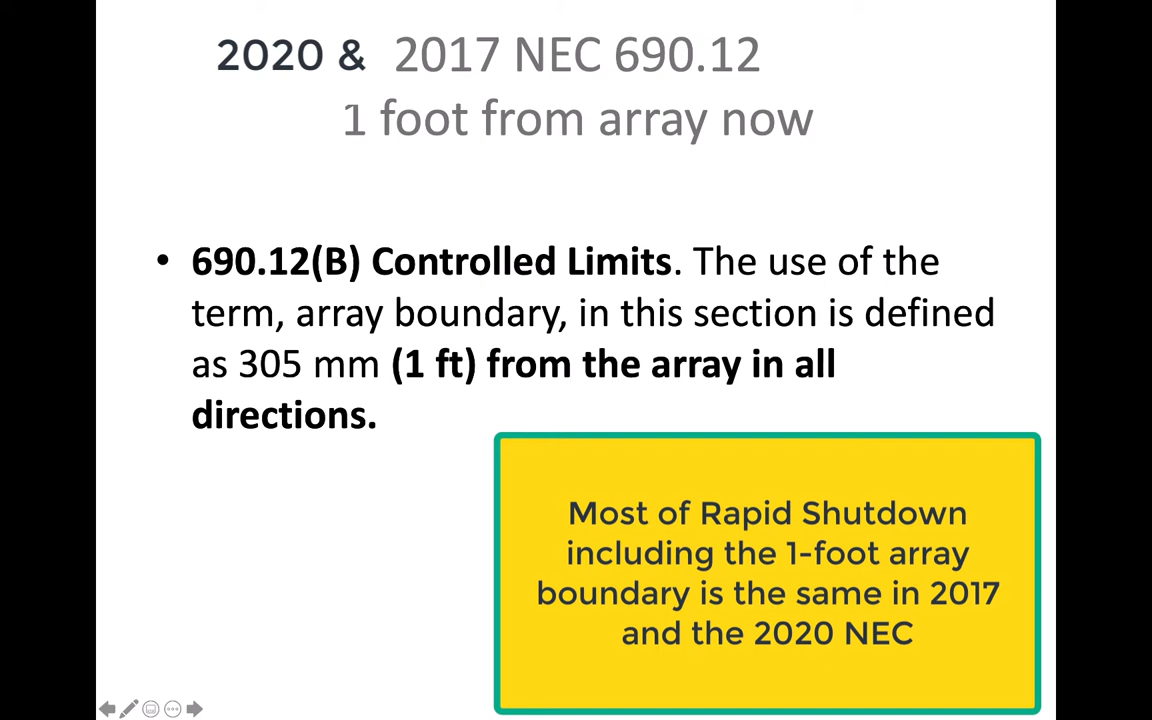 2020 & 2017 NEC 690.12
1 foot from array now
• 690.12(B) Controlled Limits. The use of the
term, array boundary, in this section is defined
as 305 mm (1 ft) from the array in all
directions.
Most of Rapid Shutdown
including the 1-foot array
boundary is the same in 2017
and the 2020 NEC